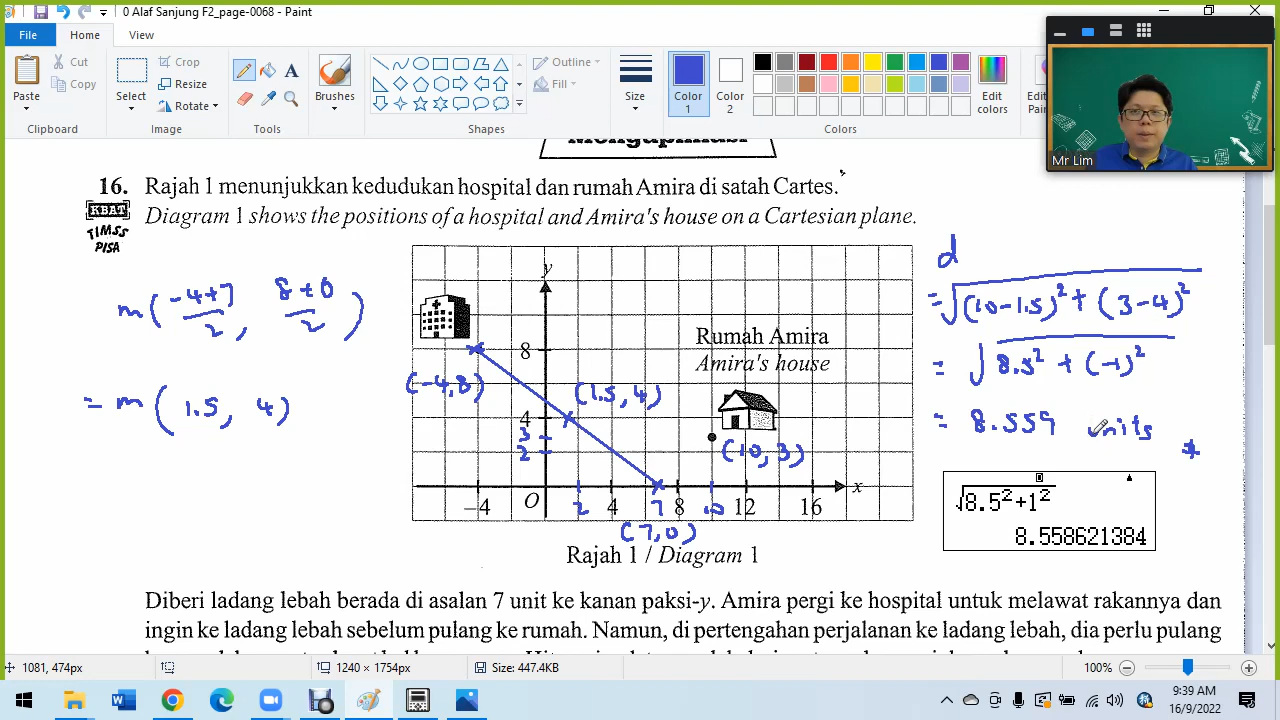 0 Alaf Sanjung F2_page-0068 - Paint
File
Home
View
Paste
Cut
Copy
Clipboard
Select
Crop
Resize
Rotate
Image
Tools
Brushes
Shapes
Outline
Fill
Size
Color 1
Color 2
Edit colors
Colors
Mr Lim
16. Rajah 1 menunjukkan kedudukan hospital dan rumah Amira di satah Cartes.
KBAT
Diagram 1 shows the positions of a hospital and Amira's house on a Cartesian plane.
TIMSS
PISA
m(-4+7/2, 8+0/2)
= m (1.5, 4)
y
8
4
3
2
(-4,8)
(1.5, 4)
Rumah Amira
Amira's house
(10, 3)
-4 O 2 4 7 8 10 12 16 x
(7,0)
Rajah 1 / Diagram 1
d
= √(10-1.5)² + (3-4)²
= √8.5² + (-1)²
= 8.559 units
√8.5²+1²
8.558621384
Diberi ladang lebah berada di asalan 7 unit ke kanan paksi-y. Amira pergi ke hospital untuk melawat rakannya dan
ingin ke ladang lebah sebelum pulang ke rumah. Namun, di pertengahan perjalanan ke ladang lebah, dia perlu pulang
1081, 474px
1240 × 1754px
Size: 447.4KB
100%
9:39 AM
16/9/2022